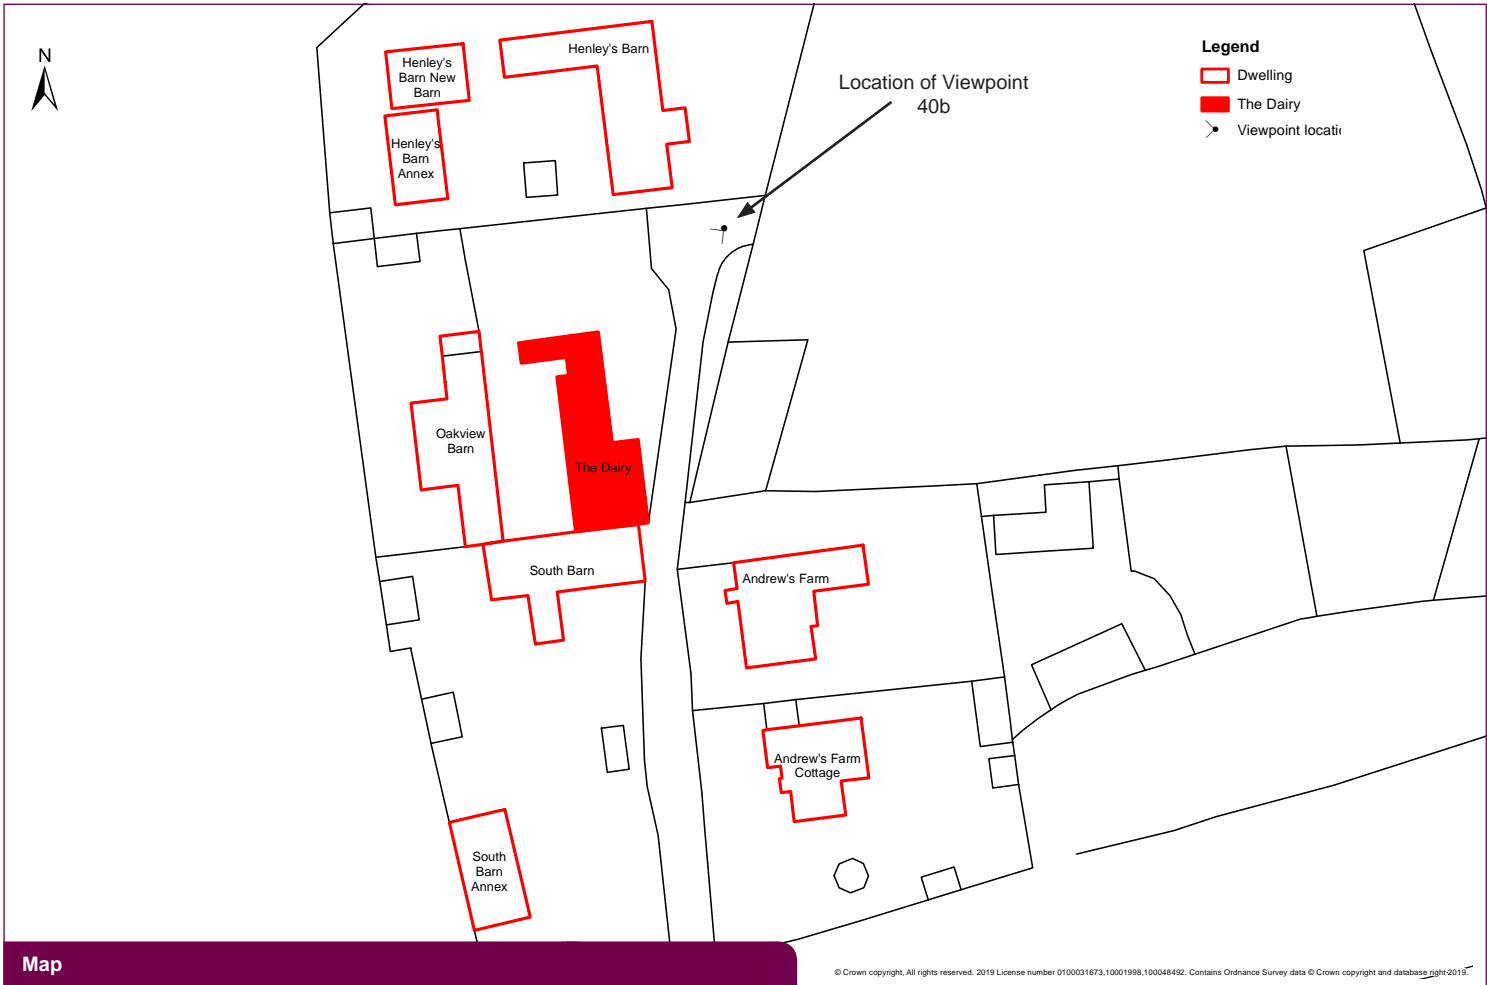 N
Henley's
Barn New
Barn
Henley's Barn
Henley's
Barn
Annex
Location of Viewpoint
40b
Legend
Dwelling
The Dairy
Viewpoint locati
Oakview
Barn
The Dairy
South Barn
Andrew's Farm
Andrew's Farm
Cottage
South
Barn
Annex
Map
© Crown copyright, All rights reserved. 2019 License number 0100031673,10001998,100048492. Contains Ordnance Survey data © Crown copyright and database right-2019.